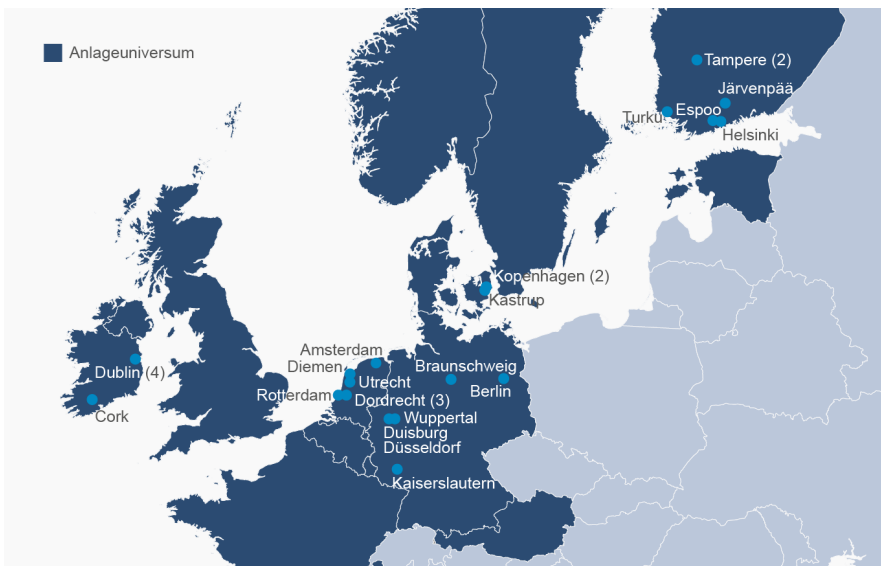 Anlageuniversum
Tampere (2)
Järvenpää
Turku
Espoo
Helsinki
Kopenhagen (2)
Kastrup
Amsterdam
Diemen
Utrecht
Rotterdam
Dordrecht (3)
Braunschweig
Berlin
Wuppertal
Duisburg
Düsseldorf
Kaiserslautern
Dublin (4)
Cork